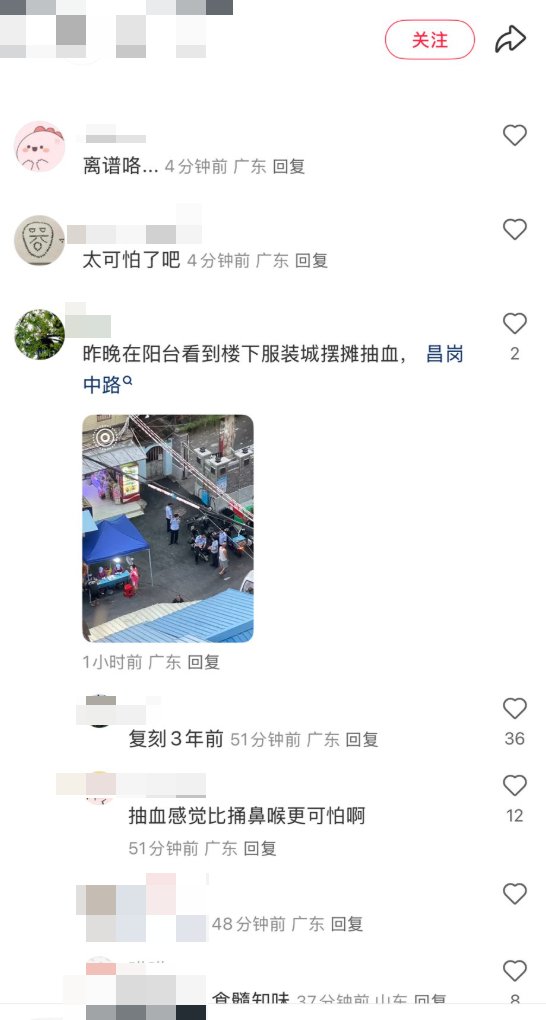 关注
离谱咯... 4分钟前 广东 回复
太可怕了吧 4分钟前 广东 回复
昨晚在阳台看到楼下服装城摆摊抽血， 昌岗
中路
2
1小时前 广东 回复
复刻3年前 51分钟前 广东 回复
36
抽血感觉比捅鼻喉更可怕啊
12
51分钟前 广东 回复
48分钟前 广东 回复
食髓知味 37分钟前 山东 回复
8